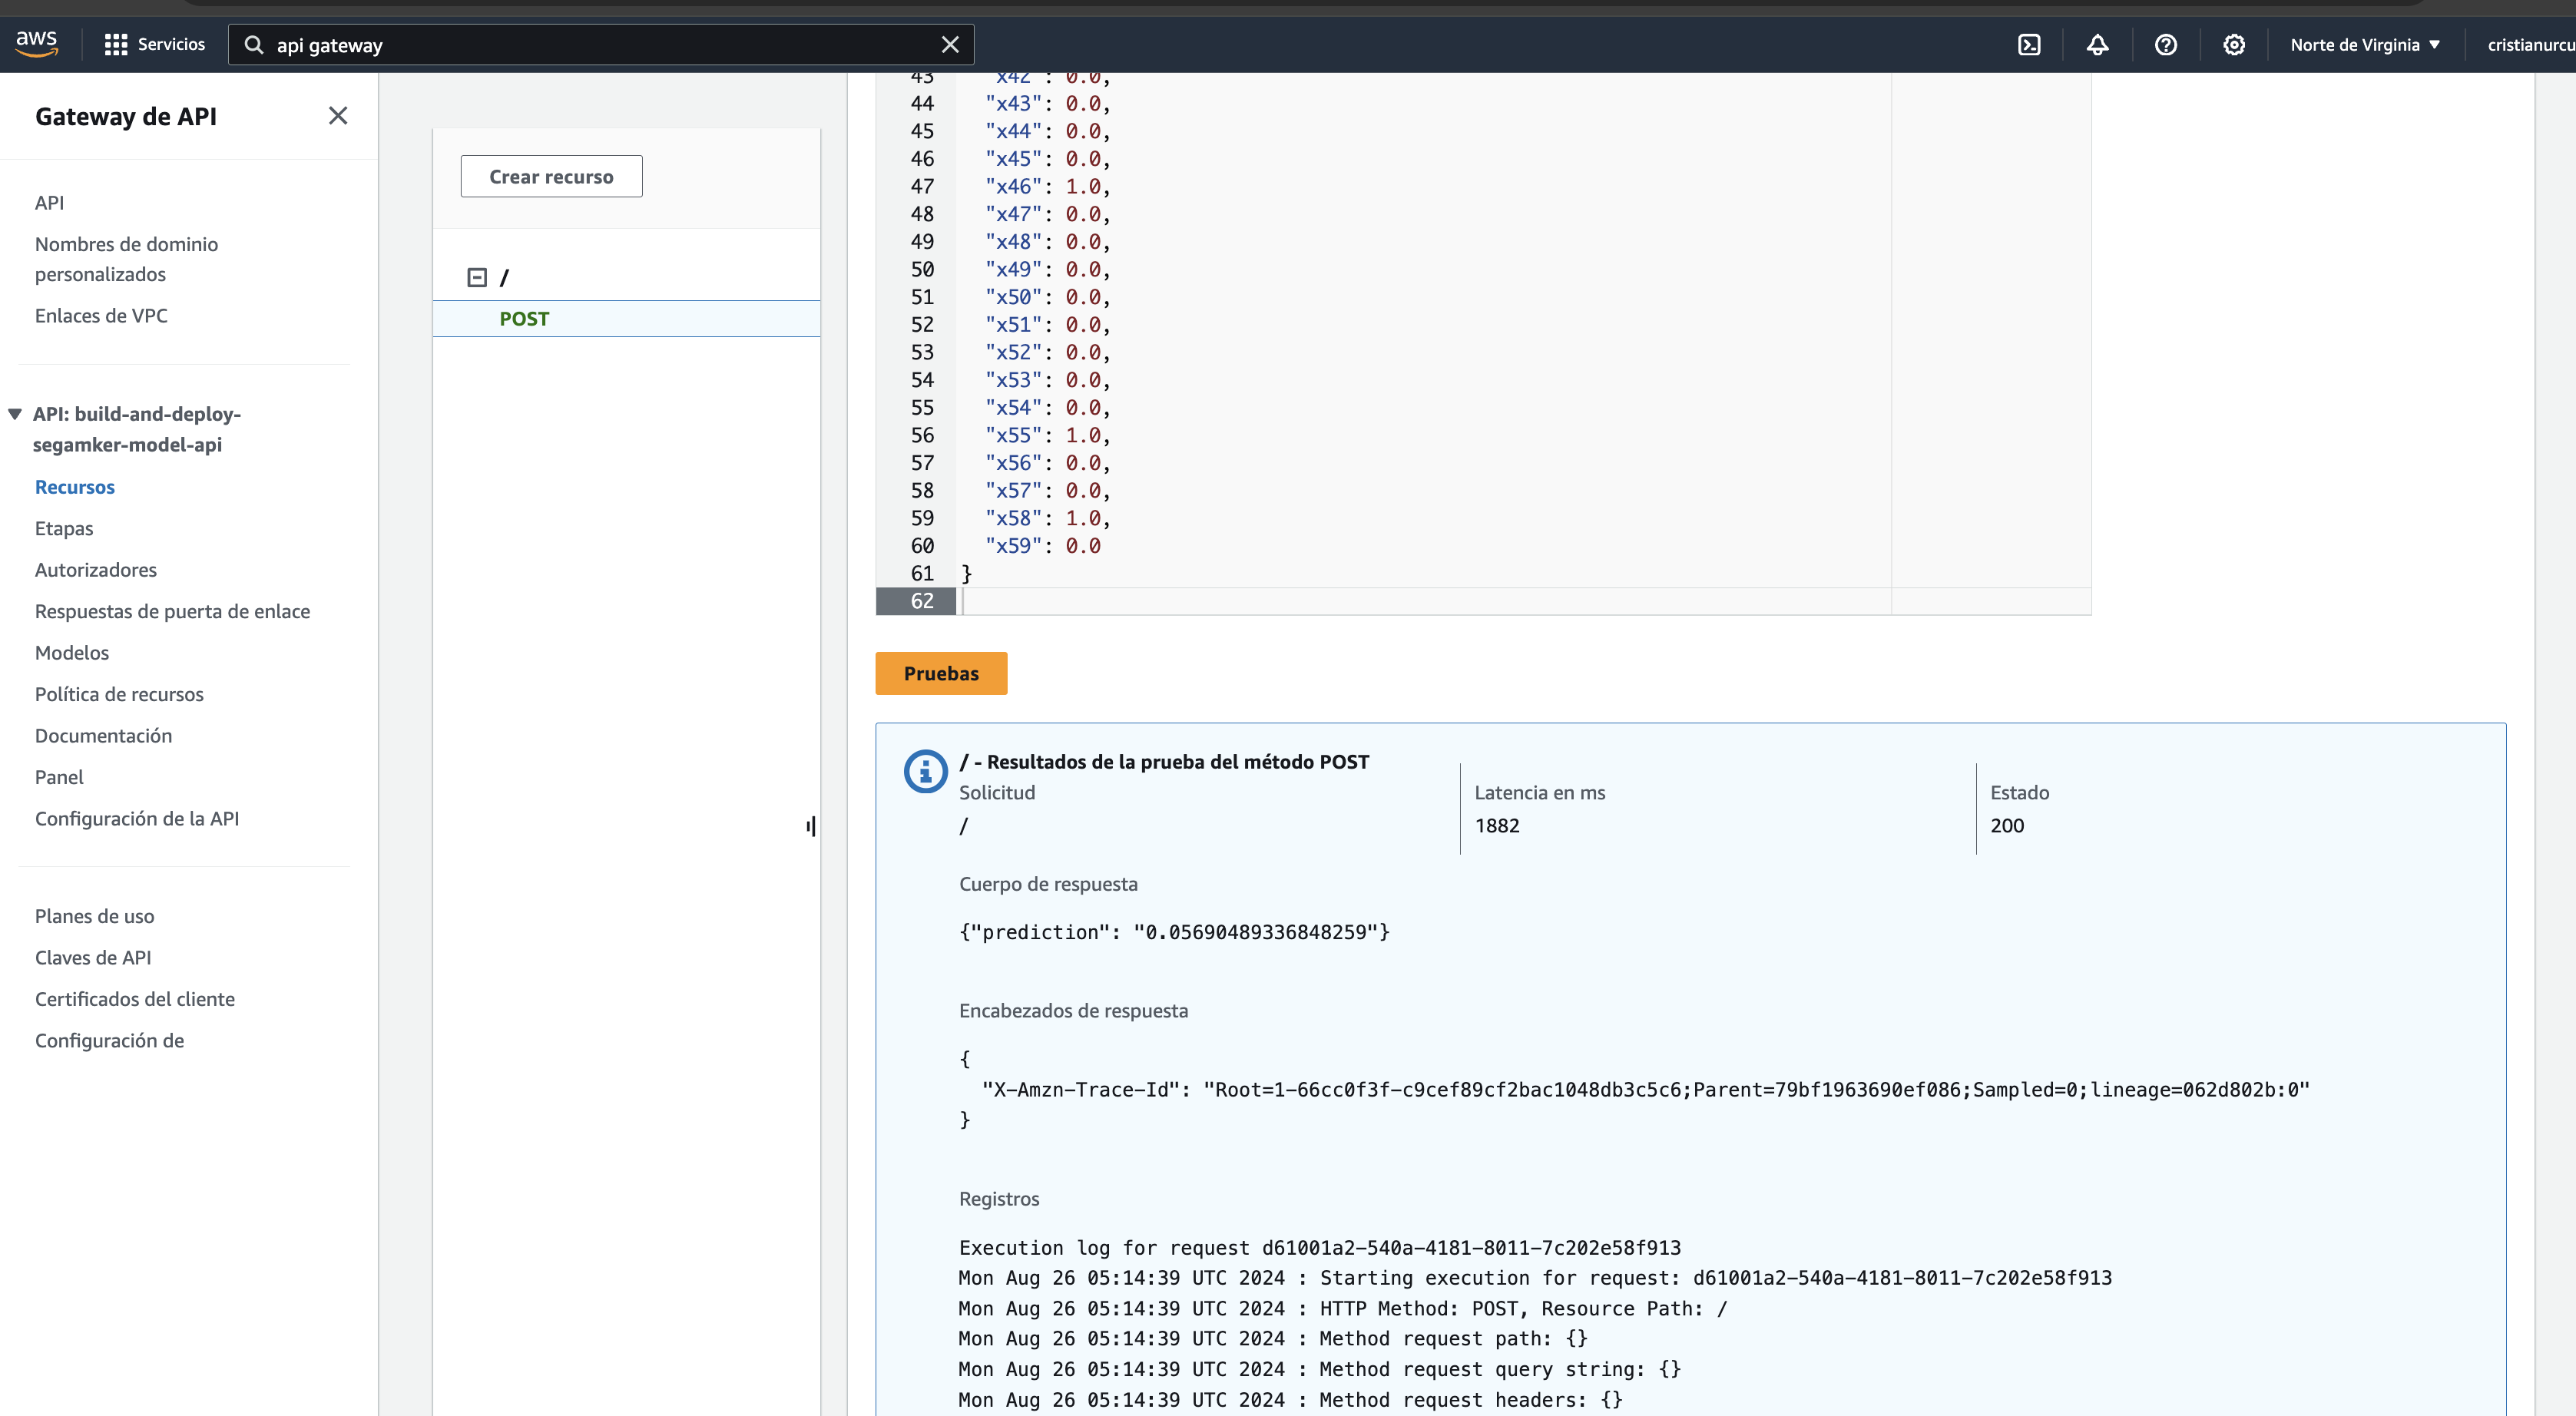 aws
Servicios
api gateway
Norte de Virginia
cristianurcu
Gateway de API
API
Nombres de dominio
personalizados
Enlaces de VPC
API: build-and-deploy-
segamker-model-api
Recursos
Etapas
Autorizadores
Respuestas de puerta de enlace
Modelos
Política de recursos
Documentación
Panel
Configuración de la API
Planes de uso
Claves de API
Certificados del cliente
Configuración de
Crear recurso
/
POST
43 "x42": 0.0,
44 "x43": 0.0,
45 "x44": 0.0,
46 "x45": 0.0,
47 "x46": 1.0,
48 "x47": 0.0,
49 "x48": 0.0,
50 "x49": 0.0,
51 "x50": 0.0,
52 "x51": 0.0,
53 "x52": 0.0,
54 "x53": 0.0,
55 "x54": 0.0,
56 "x55": 1.0,
57 "x56": 0.0,
58 "x57": 0.0,
59 "x58": 1.0,
60 "x59": 0.0
61 }
62
Pruebas
/ - Resultados de la prueba del método POST
Solicitud
/
Latencia en ms
1882
Estado
200
Cuerpo de respuesta
{"prediction": "0.05690489336848259"}
Encabezados de respuesta
{
"X-Amzn-Trace-Id": "Root=1-66cc0f3f-c9cef89cf2bac1048db3c5c6;Parent=79bf1963690ef086;Sampled=0;lineage=062d802b:0"
}
Registros
Execution log for request d61001a2-540a-4181-8011-7c202e58f913
Mon Aug 26 05:14:39 UTC 2024 : Starting execution for request: d61001a2-540a-4181-8011-7c202e58f913
Mon Aug 26 05:14:39 UTC 2024 : HTTP Method: POST, Resource Path: /
Mon Aug 26 05:14:39 UTC 2024 : Method request path: {}
Mon Aug 26 05:14:39 UTC 2024 : Method request query string: {}
Mon Aug 26 05:14:39 UTC 2024 : Method request headers: {}